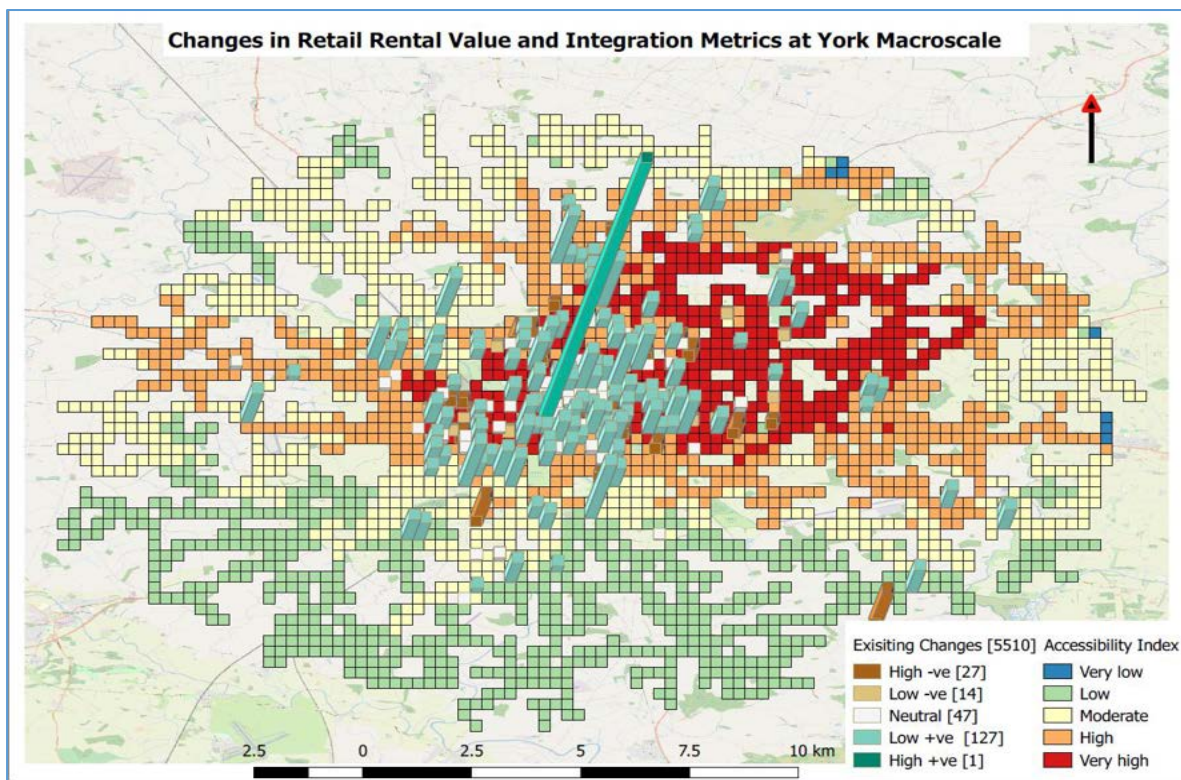 Changes in Retail Rental Value and Integration Metrics at York Macroscale
Exisiting Changes [5510] Accessibility Index
High -ve [27] Very low
Low -ve [14] Low
Neutral [47] Moderate
Low +ve [127] High
High +ve [1] Very high
2.5 0 2.5 5 7.5 10 km